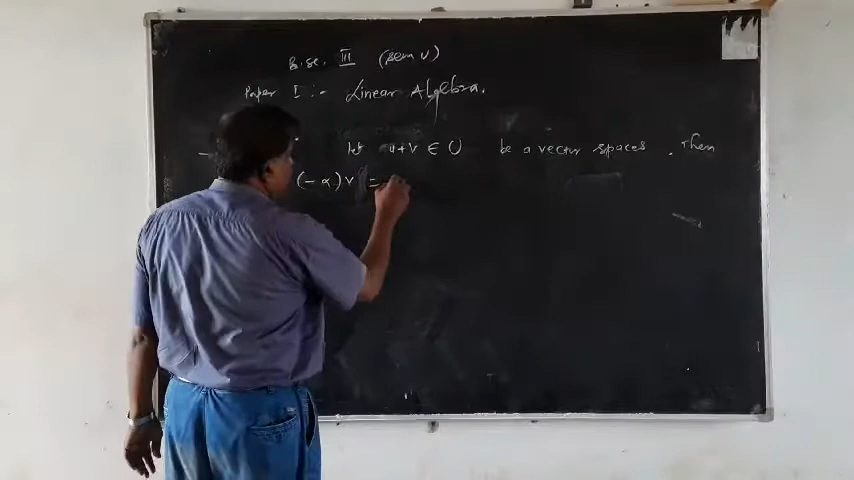 B.Sc. III (Sem V)
Paper I :- Linear Algebra.
let u+v ∈ U be a vector spaces . Then
(-α)v =